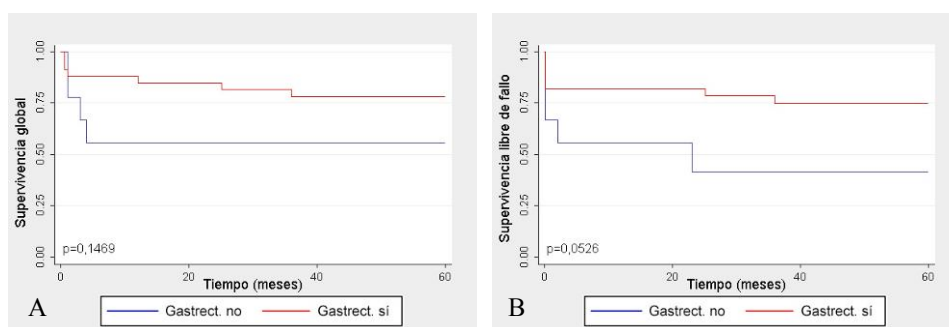 Supervivencia global
1.00
0.75
0.50
0.25
0.00
p=0,1469
0
20
40
60
Tiempo (meses)
A
Gastrect. no
Gastrect. sí
Supervivencia libre de fallo
1.00
0.75
0.50
0.25
0.00
p=0,0526
0
20
40
60
Tiempo (meses)
B
Gastrect. no
Gastrect. sí